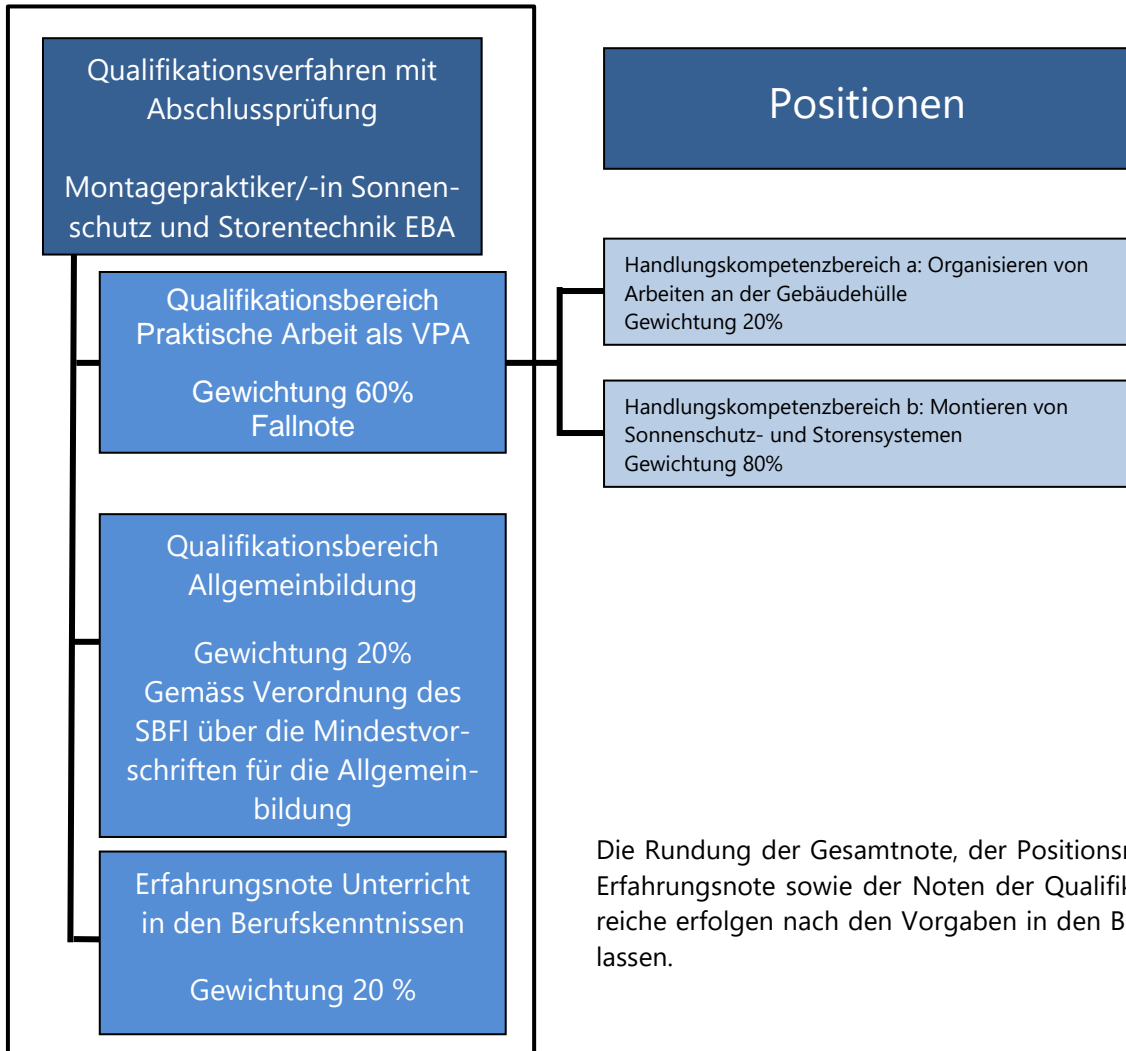 Qualifikationsverfahren mit
Abschlussprüfung
Montagepraktiker/-in Sonnen-
schutz und Storentechnik EBA
Positionen
Qualifikationsbereich
Praktische Arbeit als VPA
Gewichtung 60%
Fallnote
Handlungskompetenzbereich a: Organisieren von
Arbeiten an der Gebäudehülle
Gewichtung 20%
Handlungskompetenzbereich b: Montieren von
Sonnenschutz- und Storensystemen
Gewichtung 80%
Qualifikationsbereich
Allgemeinbildung
Gewichtung 20%
Gemäss Verordnung des
SBFI über die Mindestvor-
schriften für die Allgemein-
bildung
Erfahrungsnote Unterricht
in den Berufskenntnissen
Gewichtung 20 %
Die Rundung der Gesamtnote, der
Erfahrungsnote sowie der Noten der
reiche erfolgen nach den Vorgaben in den
lassen.